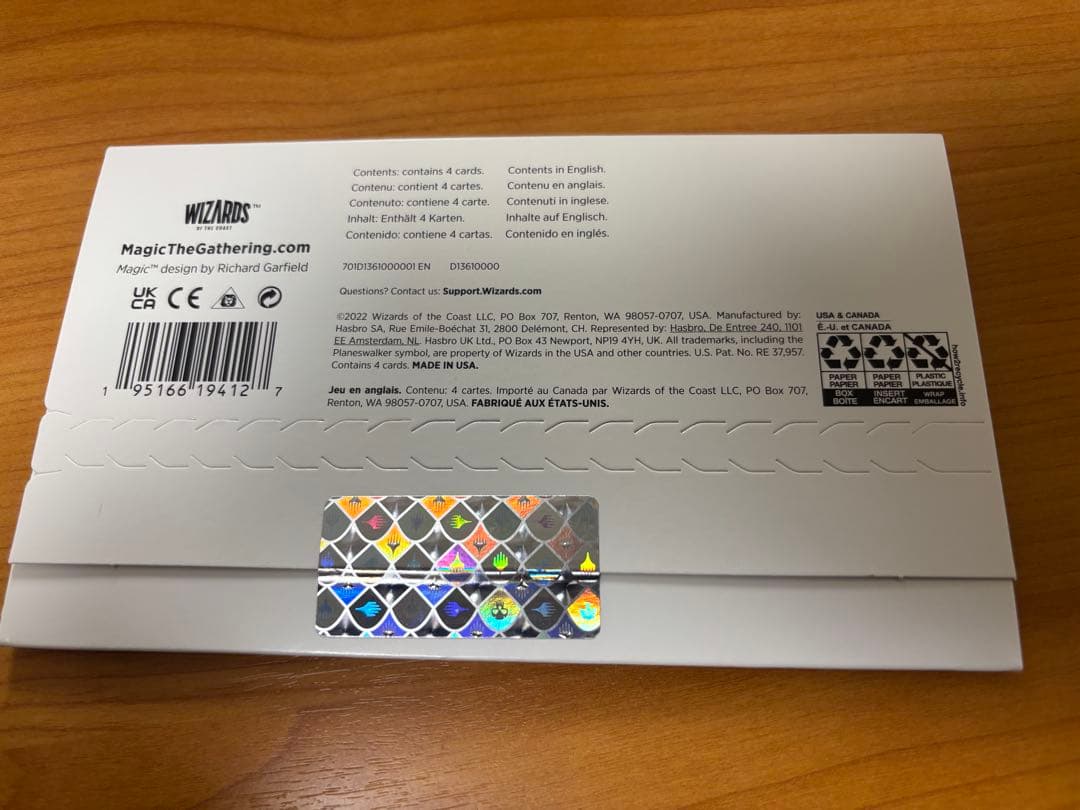 WIZARDS™
OF THE COAST
MagicTheGathering.com
Magic™ design by Richard Garfield
UK
CA CE
1 95166 19412 7
Contents: contains 4 cards.
Contenu: contient 4 cartes.
Contenuto: contiene 4 carte.
Inhalt: Enthält 4 Karten.
Contenido: contiene 4 cartas.
Contents in English.
Contenu en anglais.
Contenuti in inglese.
Inhalte auf Englisch.
Contenido en inglés.
701D1361000001 EN D13610000
Questions? Contact us: Support.Wizards.com
©2022 Wizards of the Coast LLC, PO Box 707, Renton, WA 98057-0707, USA. Manufactured by:
Hasbro SA, Rue Emile-Boéchat 31, 2800 Delémont, CH. Represented by: Hasbro, De Entree 240, 1101
EE Amsterdam, NL. Hasbro UK Ltd., PO Box 43 Newport, NP19 4YH, UK. All trademarks, including the
Planeswalker symbol, are property of Wizards in the USA and other countries. U.S. Pat. No. RE 37,957.
Contains 4 cards. MADE IN USA.
Jeu en anglais. Contenu: 4 cartes. Importé au Canada par Wizards of the Coast LLC, PO Box 707,
Renton, WA 98057-0707, USA. FABRIQUÉ AUX ÉTATS-UNIS.
USA & CANADA
É.-U. et CANADA
PAPER
PAPIER
BOX
BOÎTE
PAPER
PAPIER
INSERT
ENCART
PLASTIC
PLASTIQUE
WRAP
EMBALLAGE
how2recycle.info